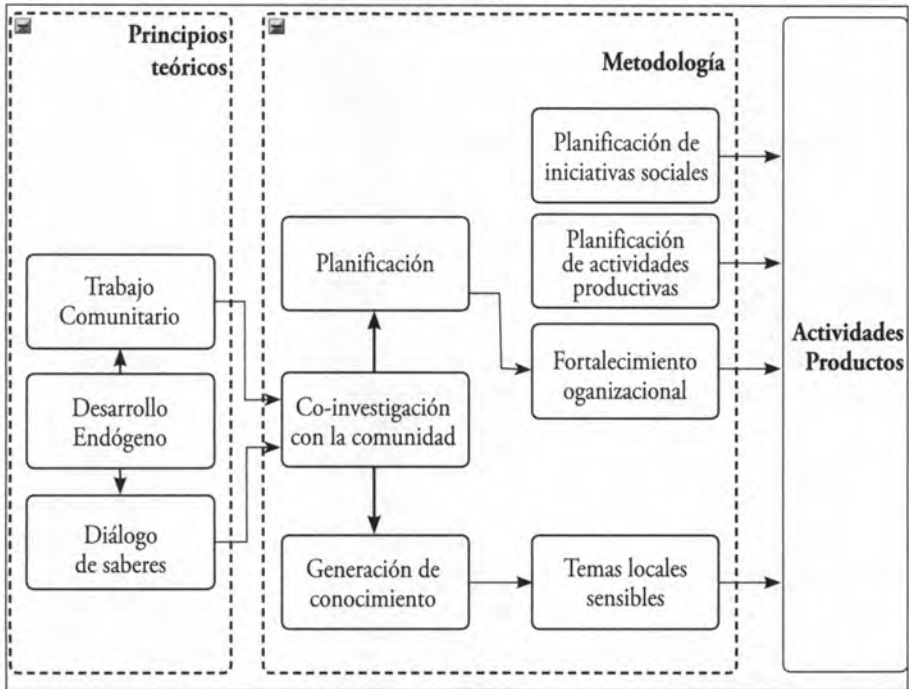 Principios
teóricos
Trabajo
Comunitario
Desarrollo
Endógeno
Diálogo
de saberes
Metodología
Planificación
Co-investigación
con la comunidad
Generación de
conocimiento
Planificación de
iniciativas sociales
Planificación
de actividades
productivas
Fortalecimiento
oganizacional
Temas locales
sensibles
Actividades
Productos